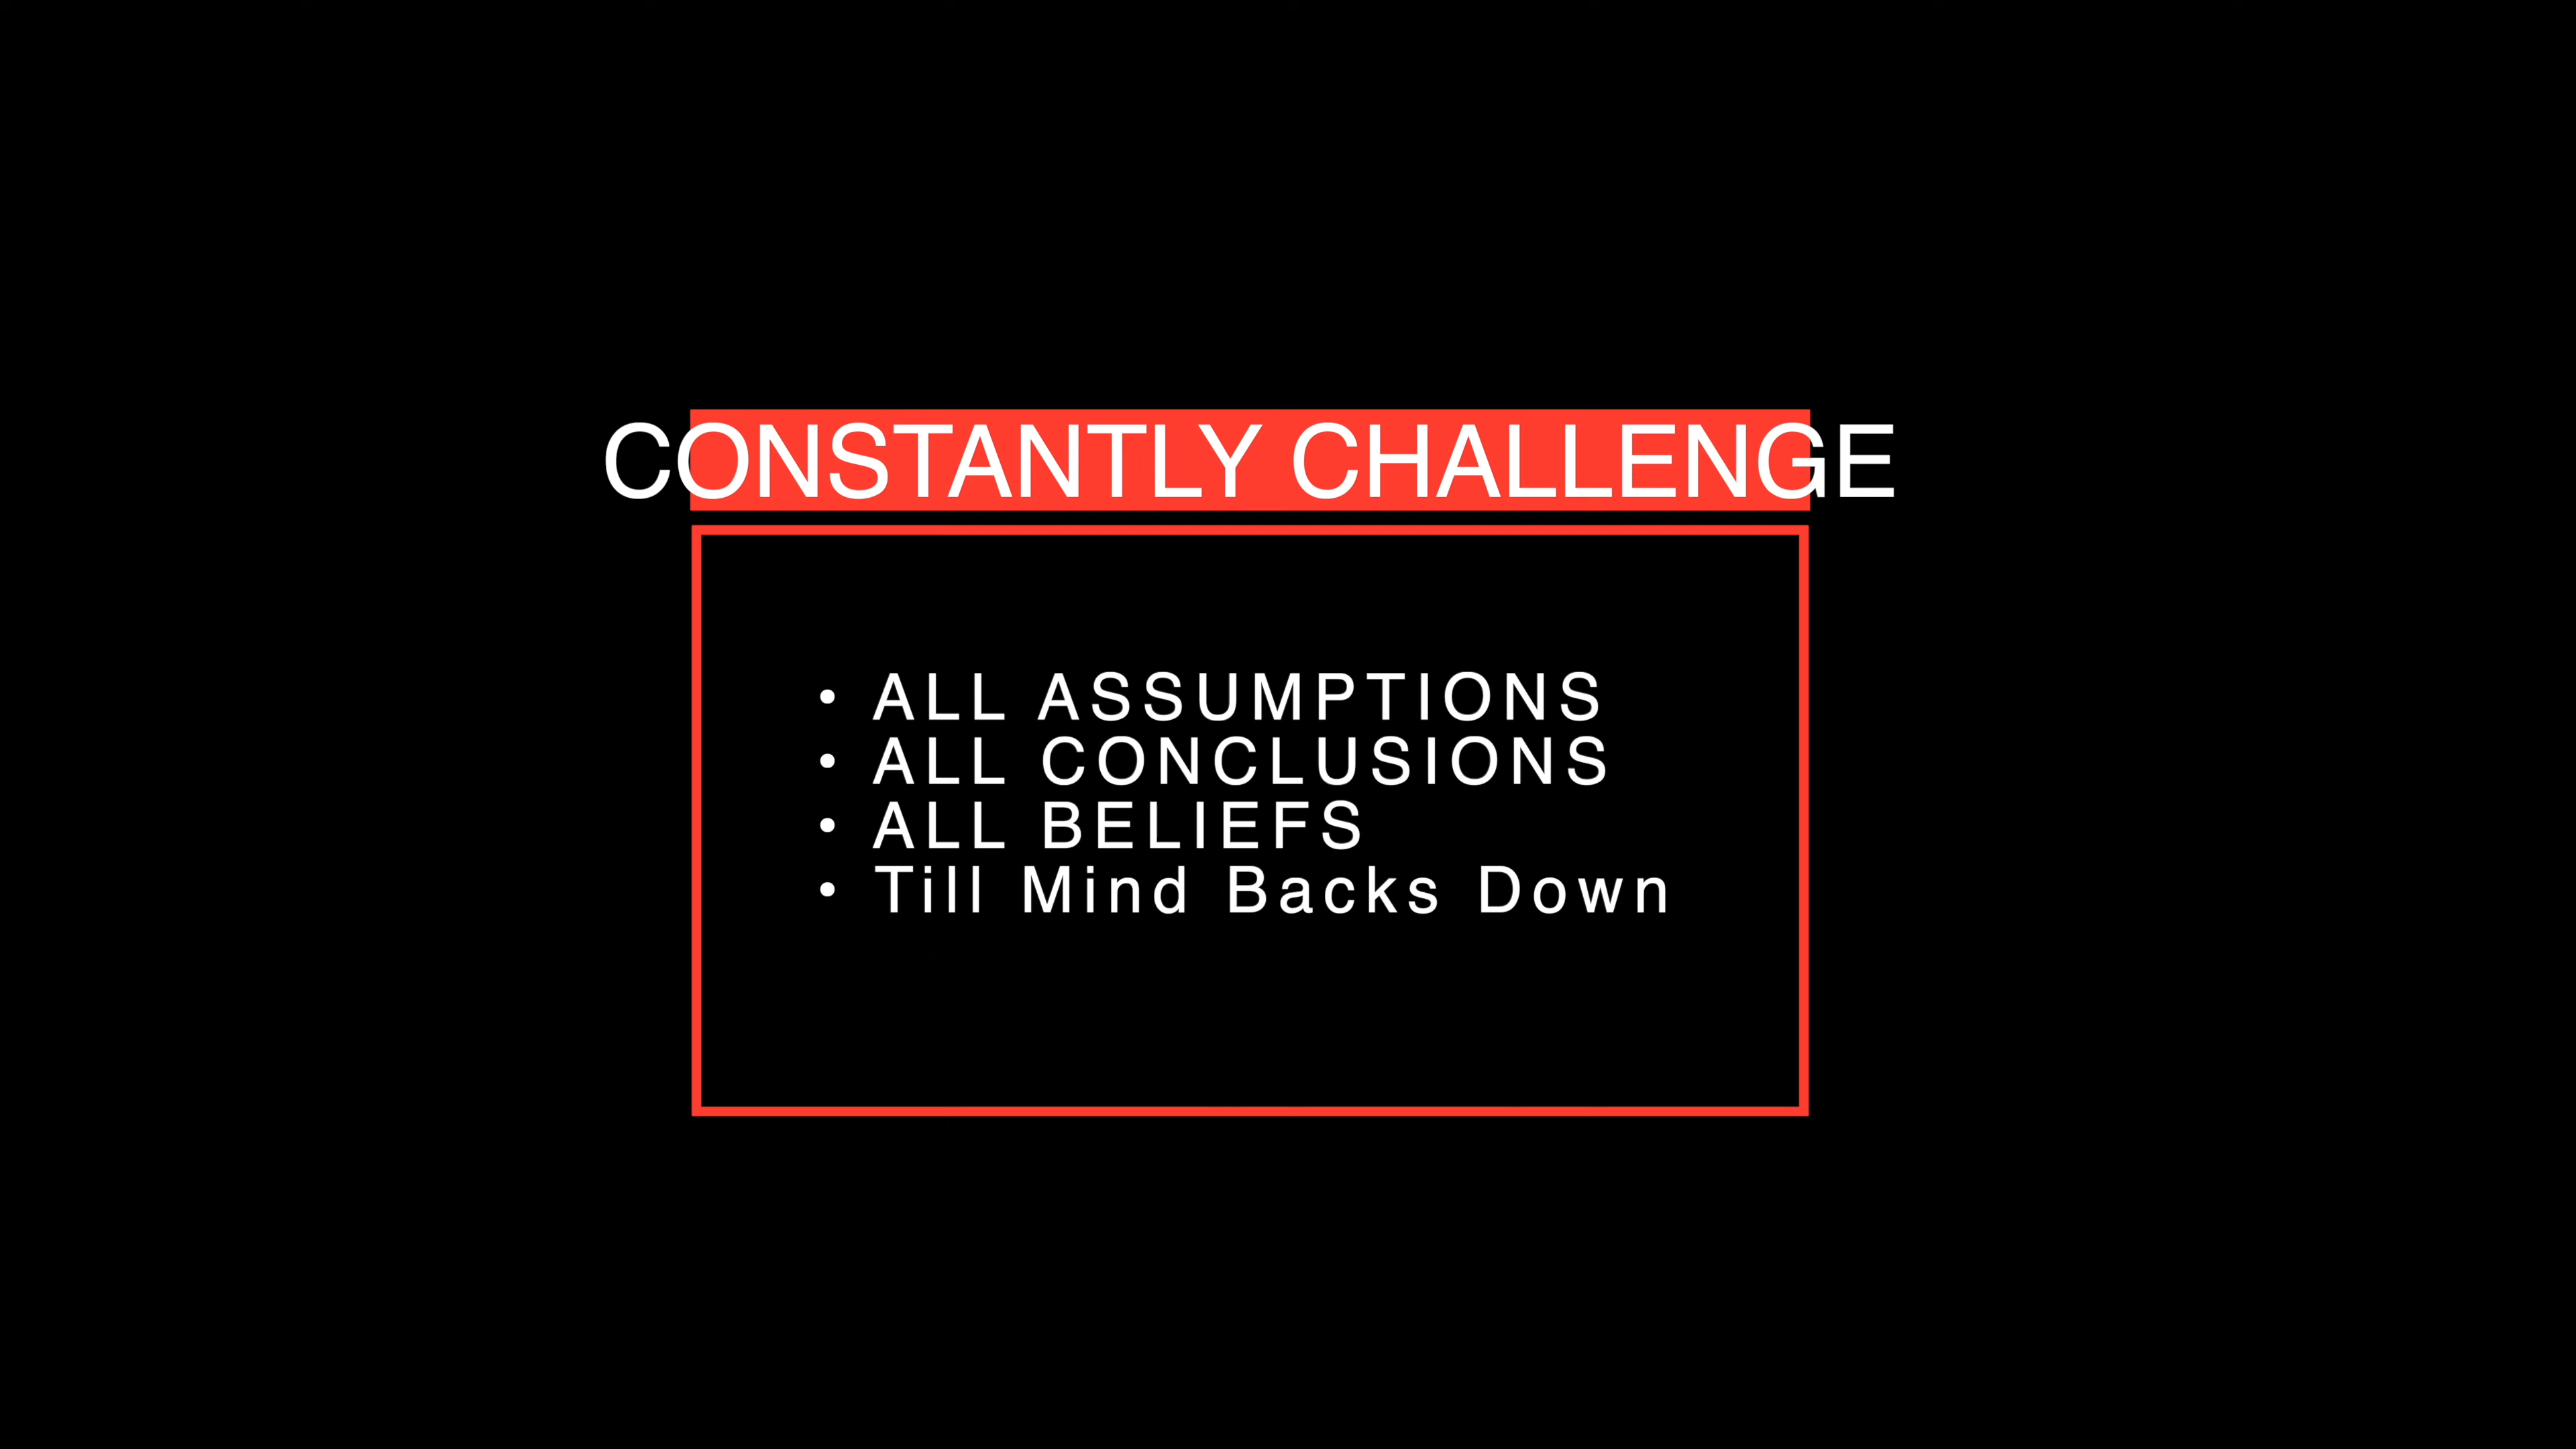 CONSTANTLY CHALLENGE
• ALL ASSUMPTIONS
• ALL CONCLUSIONS
• ALL BELIEFS
• Till Mind Backs Down